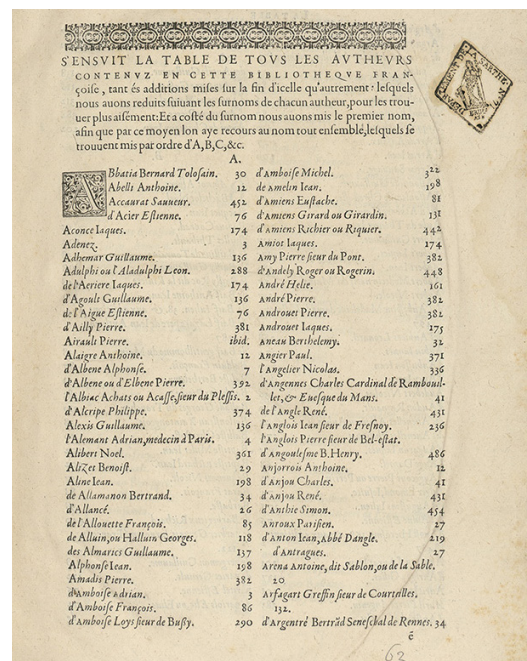 S'ENSVIT LA TABLE DE TOVS LES AVTHEVRS
CONTENVZ EN CETTE BIBLIOTHEQVE FRAN-
çoise, tant és additions mises sur la fin d'icelle qu'autrement: lesquels
nous auons reduits suiuant les surnoms de chacun autheur, pour les trou-
uer plus aisément: Et a costé du surnom nous auons mis le premier nom,
afin que par ce moyen lon aye recours au nom tout ensemble, lesquels se
trouuent mis par ordre d'A, B, C, &c.
A.
ABbatia Bernard Tolosain. 30
Abelli Anthoine. 12
Accaurat Sauueur. 452
d'Acier Estienne. 76
Aconce Iaques. 174
Adenez. 3
Adhemar Guillaume. 136
Adulphi ou l'Aladulphi Leon. 288
de l'Aeriere Iaques. 174
d'Agoult Guillaume. 136
de l'Aigue Estienne. 76
d'Ailly Pierre. 381
Airault Pierre. ibid.
Alaigre Anthoine. 12
d'Albene Alphonse. 7
d'Albene ou d'Elbene Pierre. 392
l'Albiac Achats ou Acasse, sieur du Plessis. 2
d'Alcripe Philippe. 374
Alexis Guillaume. 136
l'Alemant Adrian, medecin à Paris. 4
Alibert Noel. 361
Alizet Benoist. 29
Aline Iean. 198
de Allamanon Bertrand. 34
d'Allancé. 26
de l'Allouette François. 85
de Alluin, ou Halluin Georges. 118
des Almarics Guillaume. 137
Alphonse Iean. 198
Amadis Pierre. 382
d'Amboise Adrian. 3
d'Amboise François. 86
d'Amboise Loys sieur de Bussy. 290
d'Amboise Michel. 322
de Amelin Iean. 198
d'Amiens Eustache. 81
d'Amiens Girard ou Girardin. 131
d'Amiens Richier ou Riquier. 442
Amiot Iaques. 174
Amy Pierre sieur du Pont. 382
d'Andely Roger ou Rogerin. 448
André Helie. 161
André Pierre. 382
Androuet Pierre. 382
Androuet Iaques. 175
Aneau Berthelemy. 32
Angier Paul. 371
l'Angelier Nicolas. 336
d'Angennes Charles Cardinal de Rambouil-
let, & Euesque du Mans. 41
de l'Angle René. 431
l'Anglois Iean sieur de Fresnoy. 236
l'Anglois Pierre sieur de Bel-estat.
d'Angoulesme B. Henry. 486
Anjorrois Anthoine. 12
d'Anjou Charles. 41
d'Anjou René. 431
d'Anthie Simon. 454
Anroux Parisien. 27
d'Anton Iean, Abbé Dangle. 219
d'Antragues. 27
Arena Antoine, dit Sablon, ou de la Sable.
20
Arfagart Greffin sieur de Courteilles.
132.
d'Argentré Bertrãd Seneschal de Rennes. 34
é
62